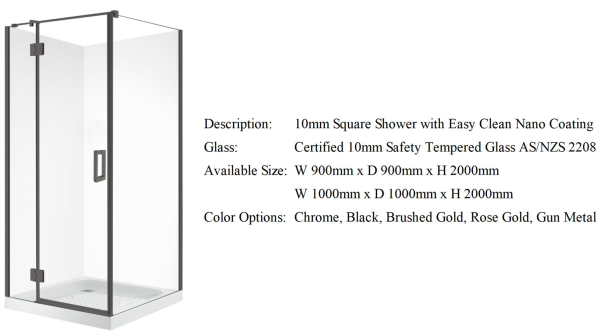 Description: 10mm Square Shower with Easy Clean Nano Coating
Glass: Certified 10mm Safety Tempered Glass AS/NZS 2208
Available Size: W 900mm x D 900mm x H 2000mm
W 1000mm x D 1000mm x H 2000mm
Color Options: Chrome, Black, Brushed Gold, Rose Gold, Gun Metal